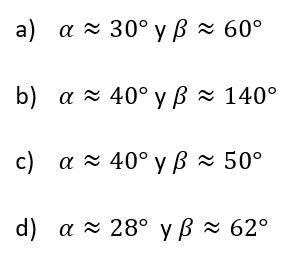 a) α ≈ 30° y β ≈ 60°
b) α ≈ 40° y β ≈ 140°
c) α ≈ 40° y β ≈ 50°
d) α ≈ 28° y β ≈ 62°